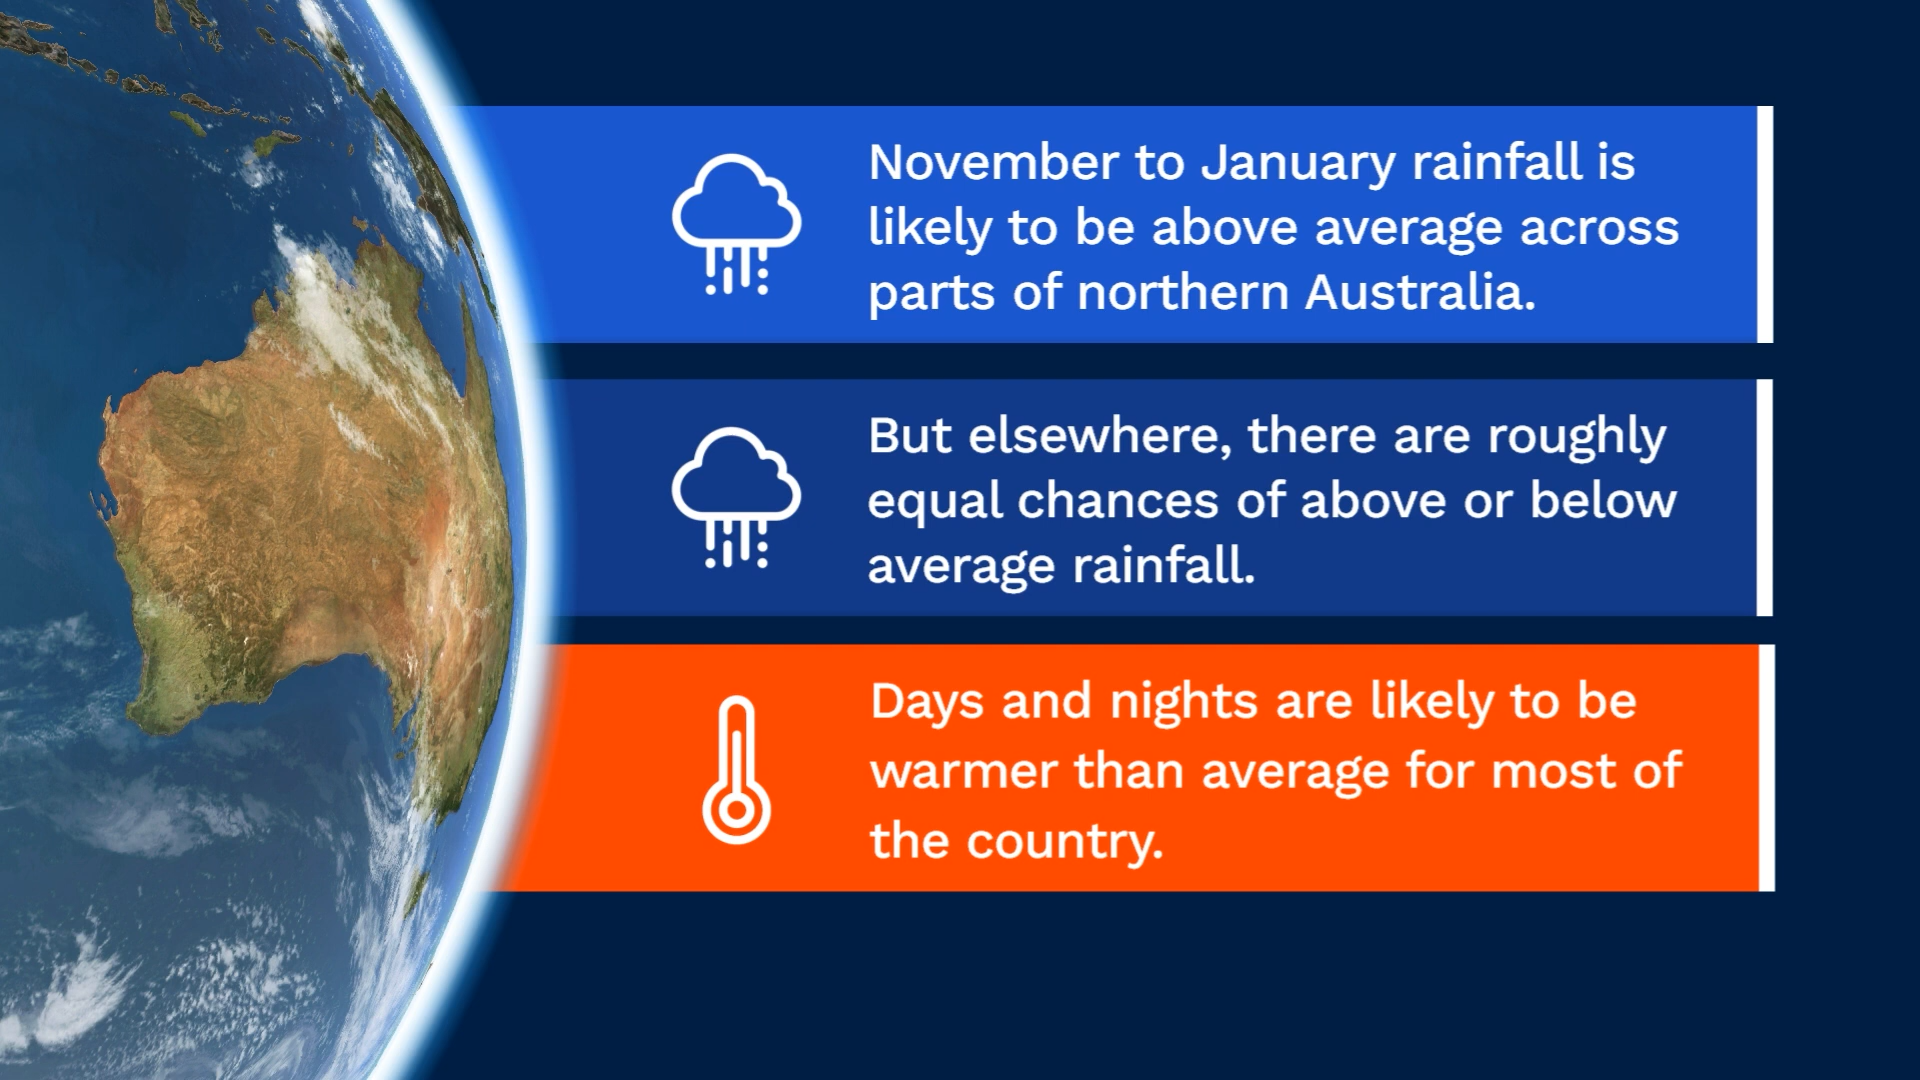 November to January rainfall is
likely to be above average across
parts of northern Australia.
But elsewhere, there are roughly
equal chances of above or below
average rainfall.
Days and nights are likely to be
warmer than average for most of
the country.